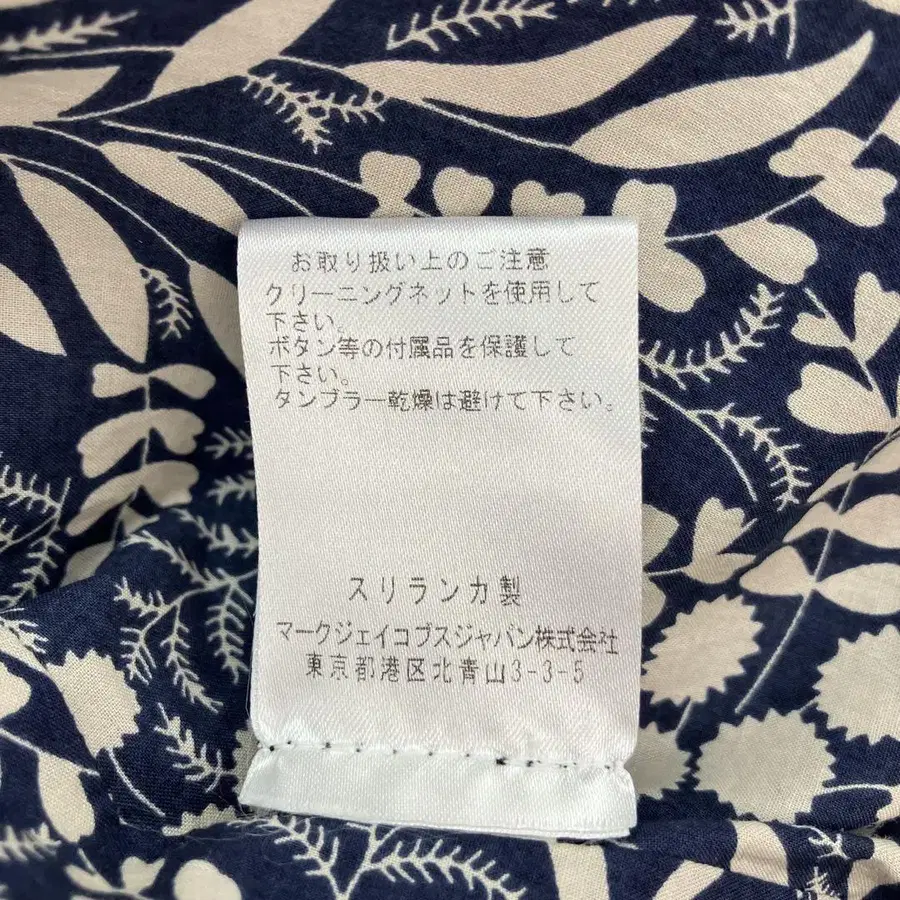 お取り扱い上のご注意
クリーニングネットを使用して
下さい。
ボタン等の付属品を保護して
下さい。
タンブラー乾燥は避けて下さい。
スリランカ製
マークジェイコブスジャパン株式会社
東京都港区北青山3-3-5